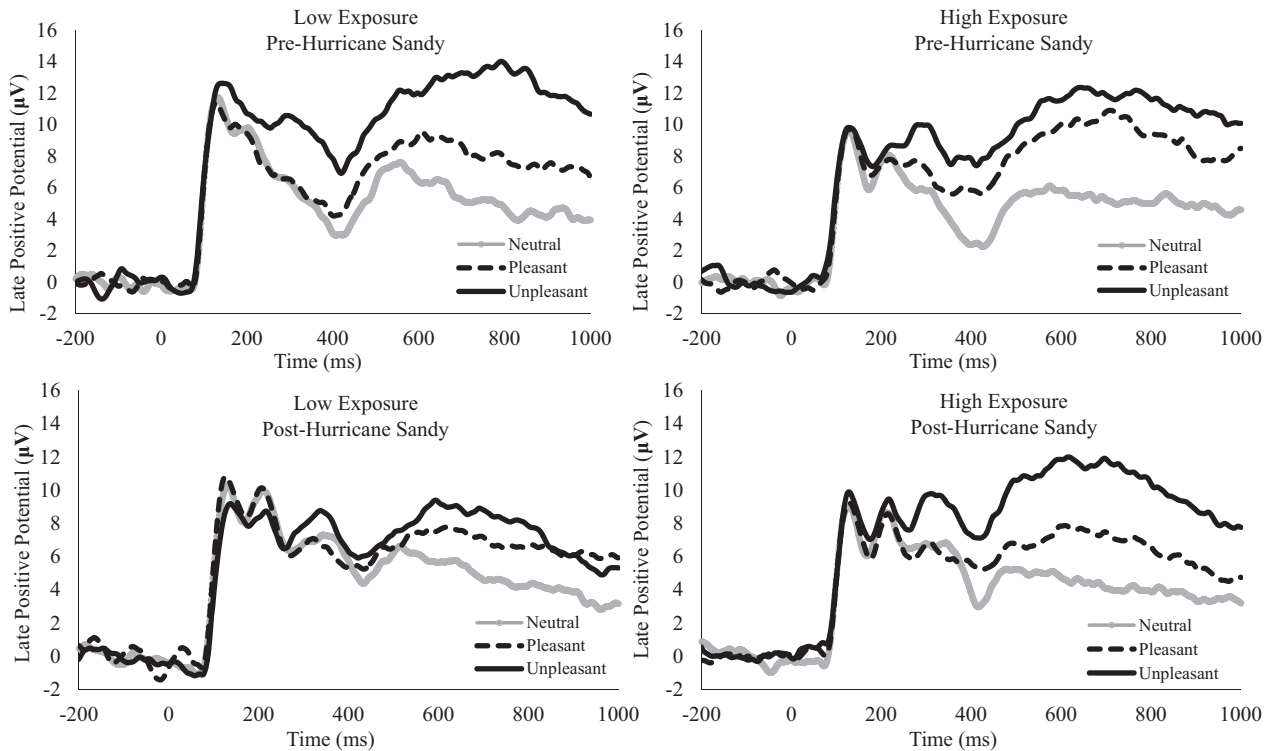 Low Exposure
Pre-Hurricane Sandy
Late Positive Potential (µV)
16
14
12
10
8
6
4
2
0
-2
-200 0 200 400 600 800 1000
Time (ms)
Neutral
Pleasant
Unpleasant
High Exposure
Pre-Hurricane Sandy
Late Positive Potential (µV)
16
14
12
10
8
6
4
2
0
-2
-200 0 200 400 600 800 1000
Time (ms)
Neutral
Pleasant
Unpleasant
Low Exposure
Post-Hurricane Sandy
Late Positive Potential (µV)
16
14
12
10
8
6
4
2
0
-2
-200 0 200 400 600 800 1000
Time (ms)
Neutral
Pleasant
Unpleasant
High Exposure
Post-Hurricane Sandy
Late Positive Potential (µV)
16
14
12
10
8
6
4
2
0
-2
-200 0 200 400 600 800 1000
Time (ms)
Neutral
Pleasant
Unpleasant